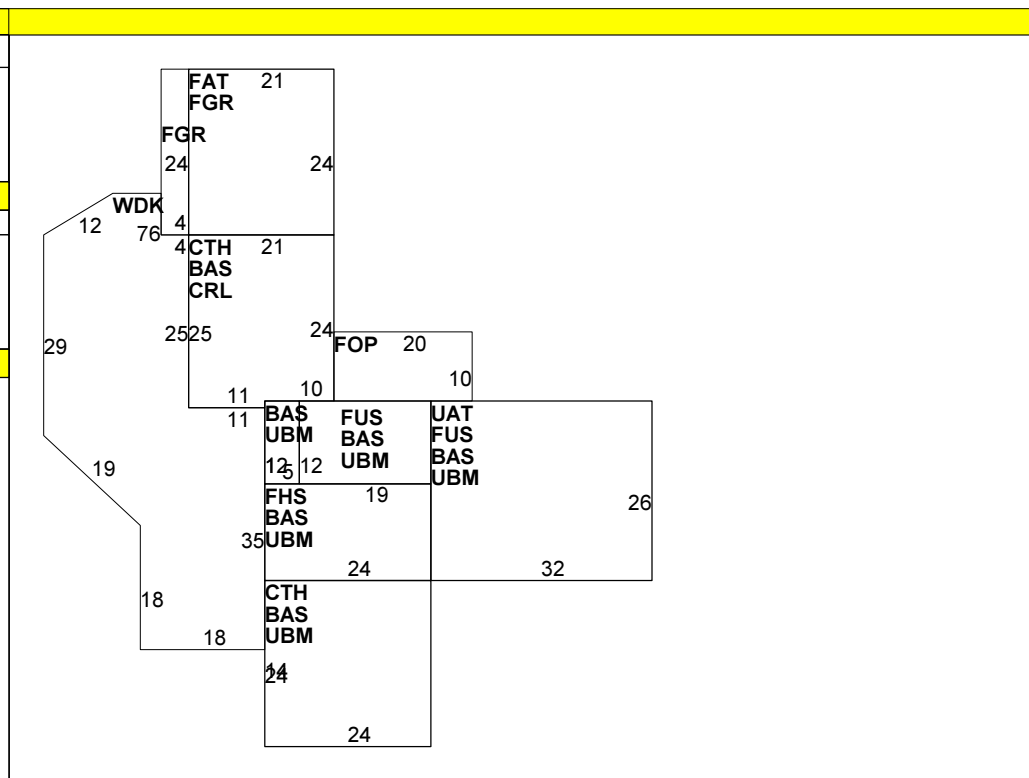 FAT 21
FGR
FGR
24 24
WDK
12 4
76
4 CTH 21
BAS
CRL
25 25 24
29 FOP 20
10
11 10
11
BAS FUS UAT
UBM BAS FUS
UBM BAS
12 5 12 UBM
19
19
FHS
BAS
26
35 UBM
24 32
CTH
18 BAS
18 UBM
14
24
24